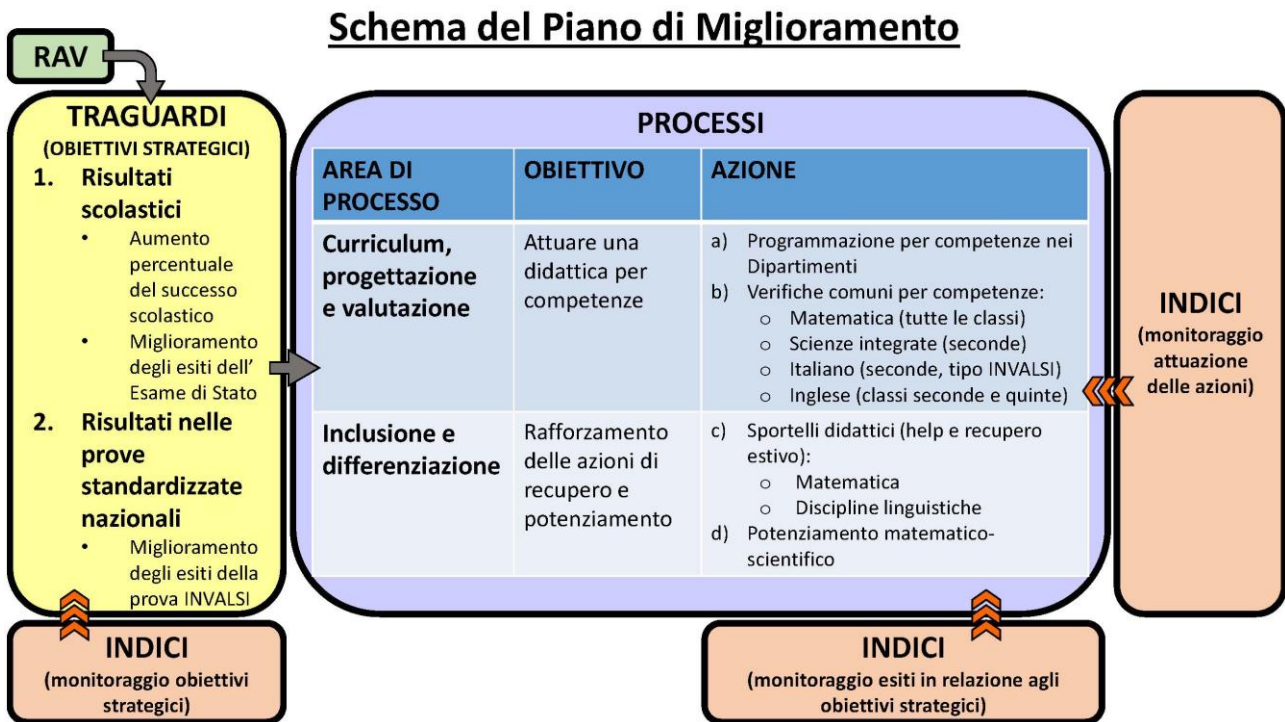 Schema del Piano di Miglioramento
RAV
TRAGUARDI
(OBIETTIVI STRATEGICI)
1. Risultati
scolastici
• Aumento
percentuale
del successo
scolastico
• Miglioramento
degli esiti dell'
Esame di Stato
2. Risultati nelle
prove
standardizzate
nazionali
• Miglioramento
degli esiti della
prova INVALSI
INDICI
(monitoraggio obiettivi
strategici)
PROCESSI
AREA DI
PROCESSO
OBIETTIVO
AZIONE
Curriculum,
progettazione
e valutazione
Attuare una
didattica per
competenze
a) Programmazione per competenze nei
Dipartimenti
b) Verifiche comuni per competenze:
o Matematica (tutte le classi)
o Scienze integrate (seconde)
o Italiano (seconde, tipo INVALSI)
o Inglese (classi seconde e quinte)
Inclusione e
differenziazione
Rafforzamento
delle azioni di
recupero e
potenziamento
c) Sportelli didattici (help e recupero
estivo):
o Matematica
o Discipline linguistiche
d) Potenziamento matematico-
scientifico
INDICI
(monitoraggio esiti in relazione agli
obiettivi strategici)
INDICI
(monitoraggio
attuazione
delle azioni)